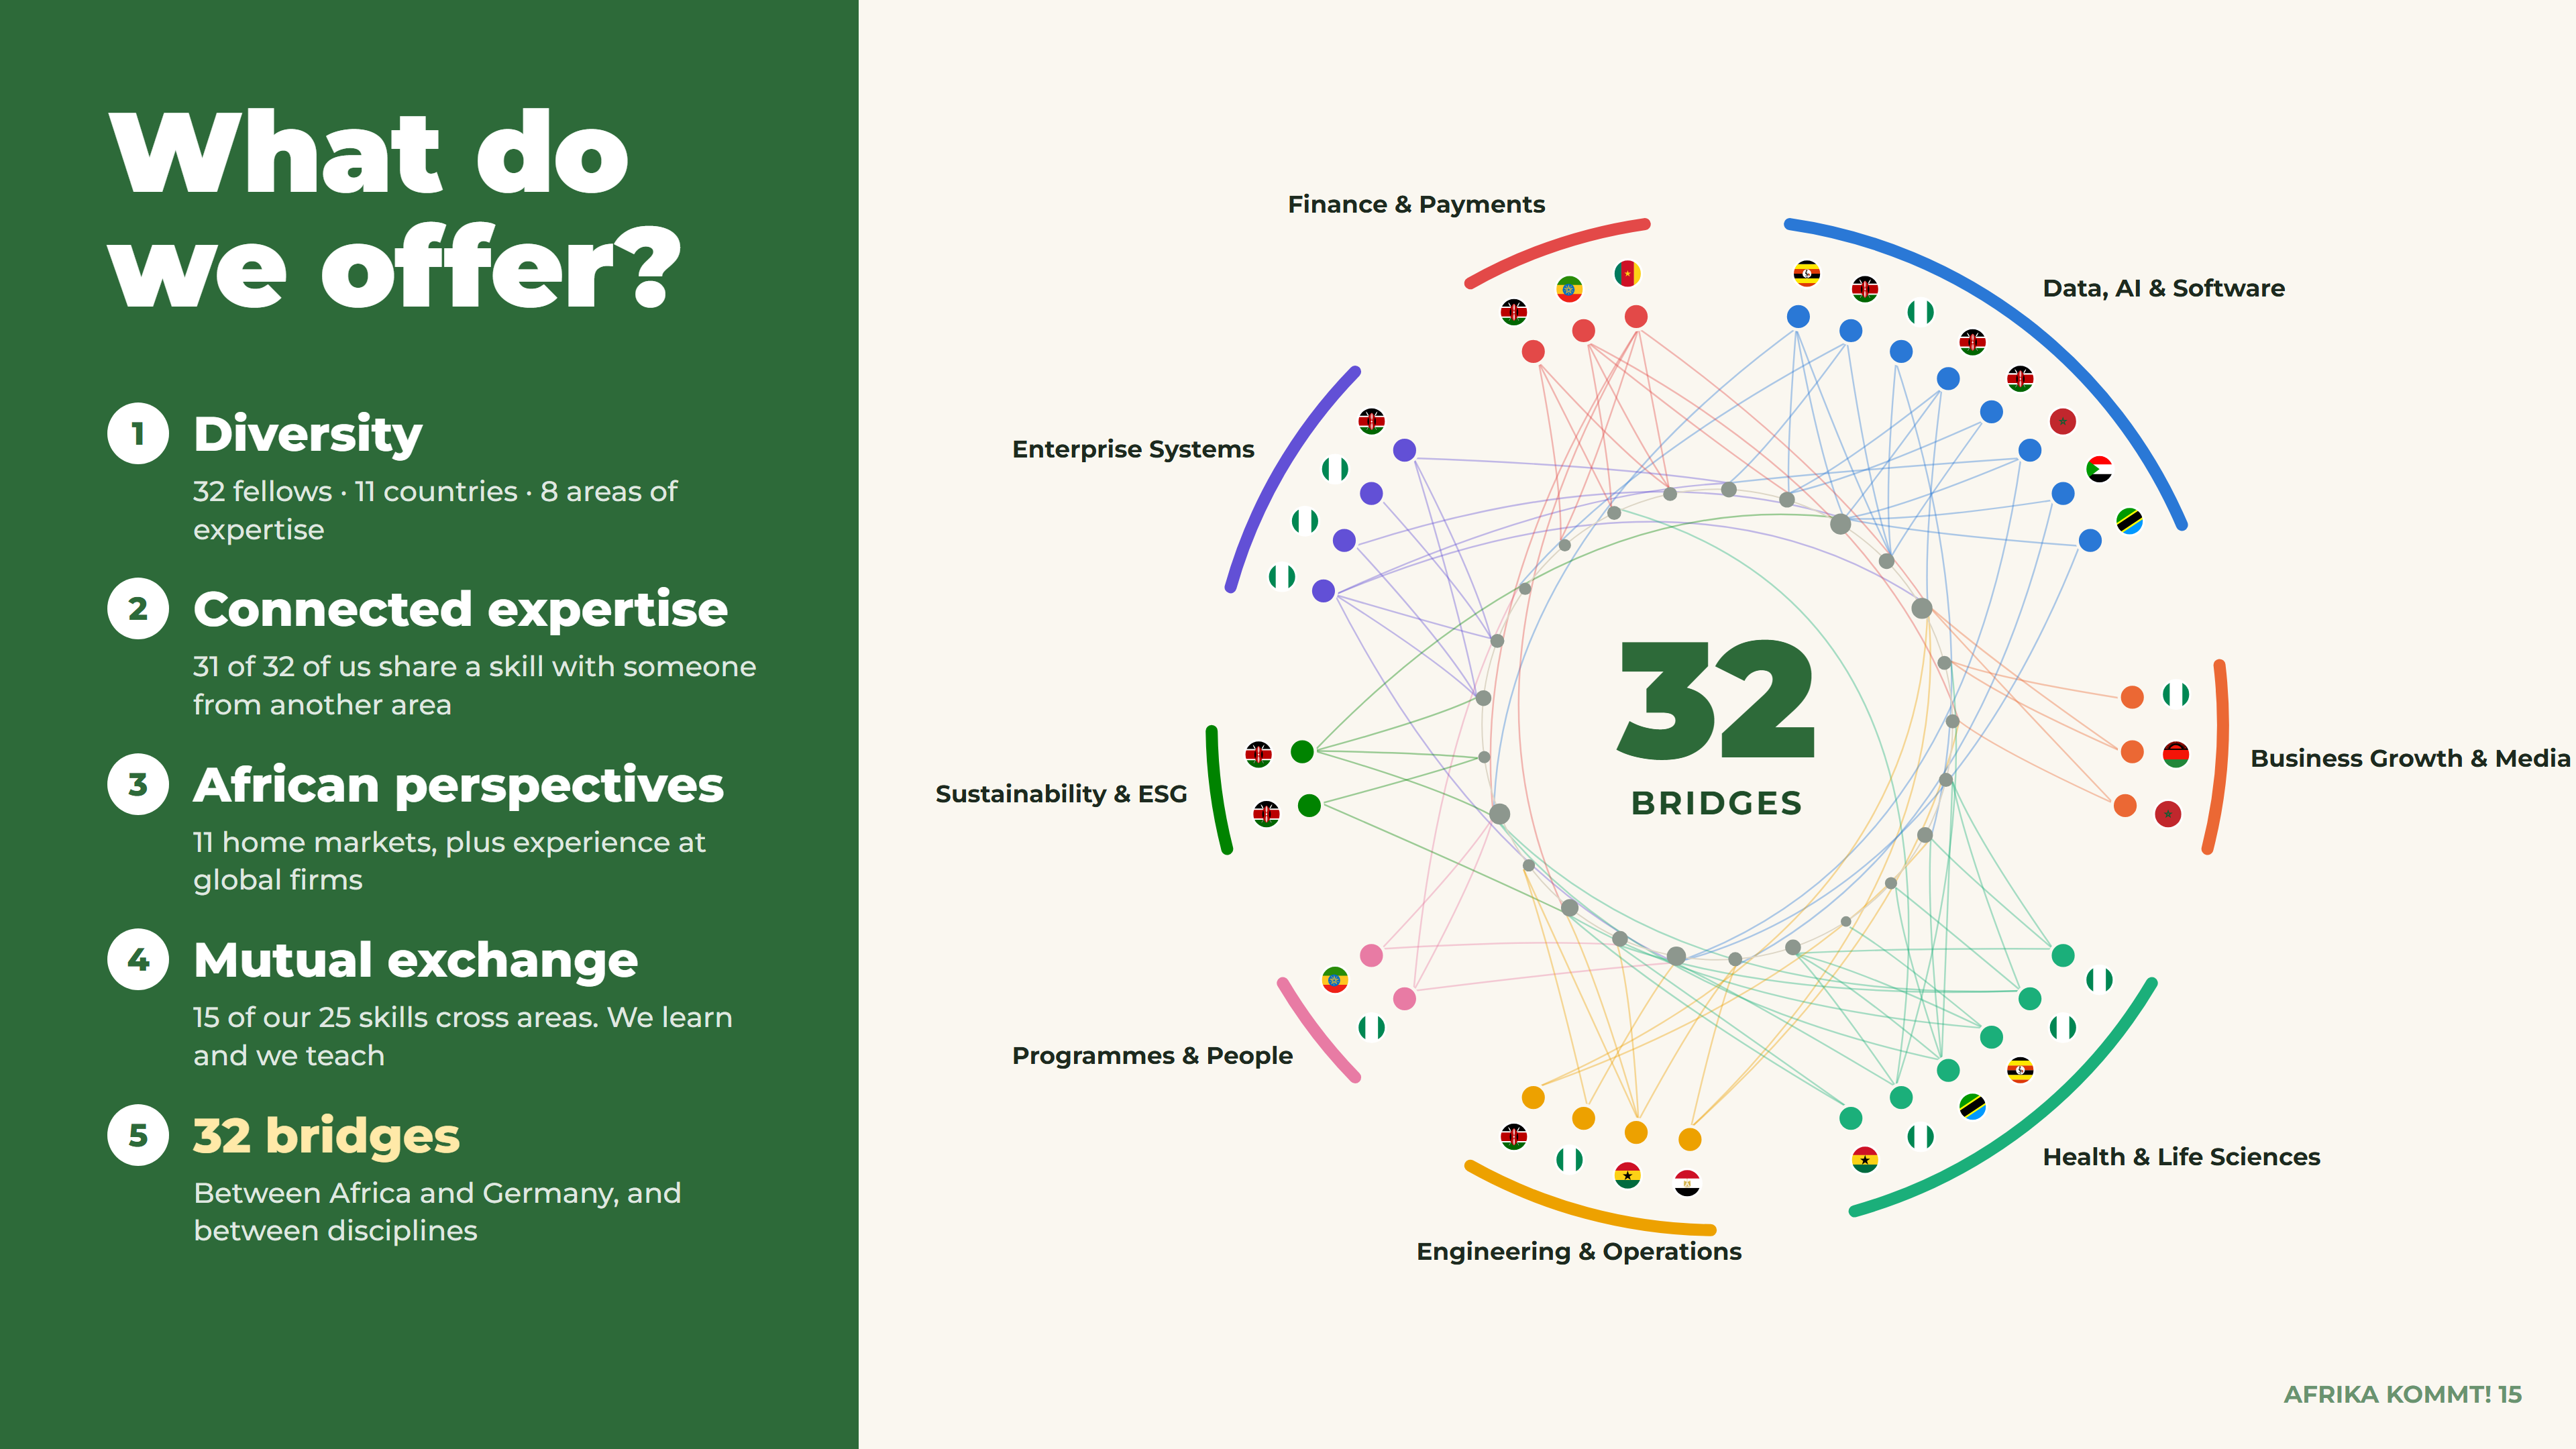 What do
we offer?
1 Diversity
32 fellows · 11 countries · 8 areas of
expertise
2 Connected expertise
31 of 32 of us share a skill with someone
from another area
3 African perspectives
11 home markets, plus experience at
global firms
4 Mutual exchange
15 of our 25 skills cross areas. We learn
and we teach
5 32 bridges
Between Africa and Germany, and
between disciplines
Finance & Payments
Data, AI & Software
Enterprise Systems
Business Growth & Media
Sustainability & ESG
32
BRIDGES
Programmes & People
Health & Life Sciences
Engineering & Operations
AFRIKA KOMMT! 15